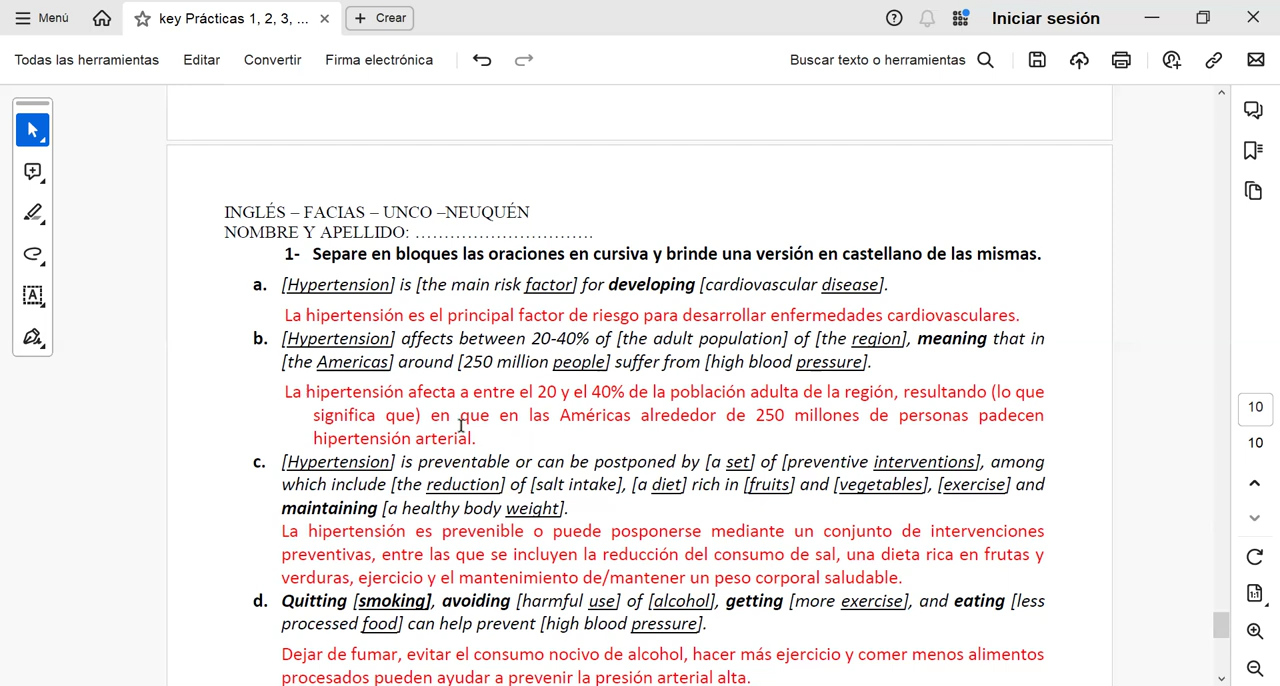 Menú
key Prácticas 1, 2, 3, ...
Crear
Iniciar sesión
Todas las herramientas
Editar
Convertir
Firma electrónica
Buscar texto o herramientas
INGLÉS – FACIAS – UNCO –NEUQUÉN
NOMBRE Y APELLIDO: ................................
1- Separe en bloques las oraciones en cursiva y brinde una versión en castellano de las mismas.
a. [Hypertension] is [the main risk factor] for developing [cardiovascular disease].
La hipertensión es el principal factor de riesgo para desarrollar enfermedades cardiovasculares.
b. [Hypertension] affects between 20-40% of [the adult population] of [the region], meaning that in
[the Americas] around [250 million people] suffer from [high blood pressure].
La hipertensión afecta a entre el 20 y el 40% de la población adulta de la región, resultando (lo que
significa que) en que en las Américas alrededor de 250 millones de personas padecen
hipertensión arterial.
c. [Hypertension] is preventable or can be postponed by [a set] of [preventive interventions], among
which include [the reduction] of [salt intake], [a diet] rich in [fruits] and [vegetables], [exercise] and
maintaining [a healthy body weight].
La hipertensión es prevenible o puede posponerse mediante un conjunto de intervenciones
preventivas, entre las que se incluyen la reducción del consumo de sal, una dieta rica en frutas y
verduras, ejercicio y el mantenimiento de/mantener un peso corporal saludable.
d. Quitting [smoking], avoiding [harmful use] of [alcohol], getting [more exercise], and eating [less
processed food] can help prevent [high blood pressure].
Dejar de fumar, evitar el consumo nocivo de alcohol, hacer más ejercicio y comer menos alimentos
procesados pueden ayudar a prevenir la presión arterial alta.
10
10